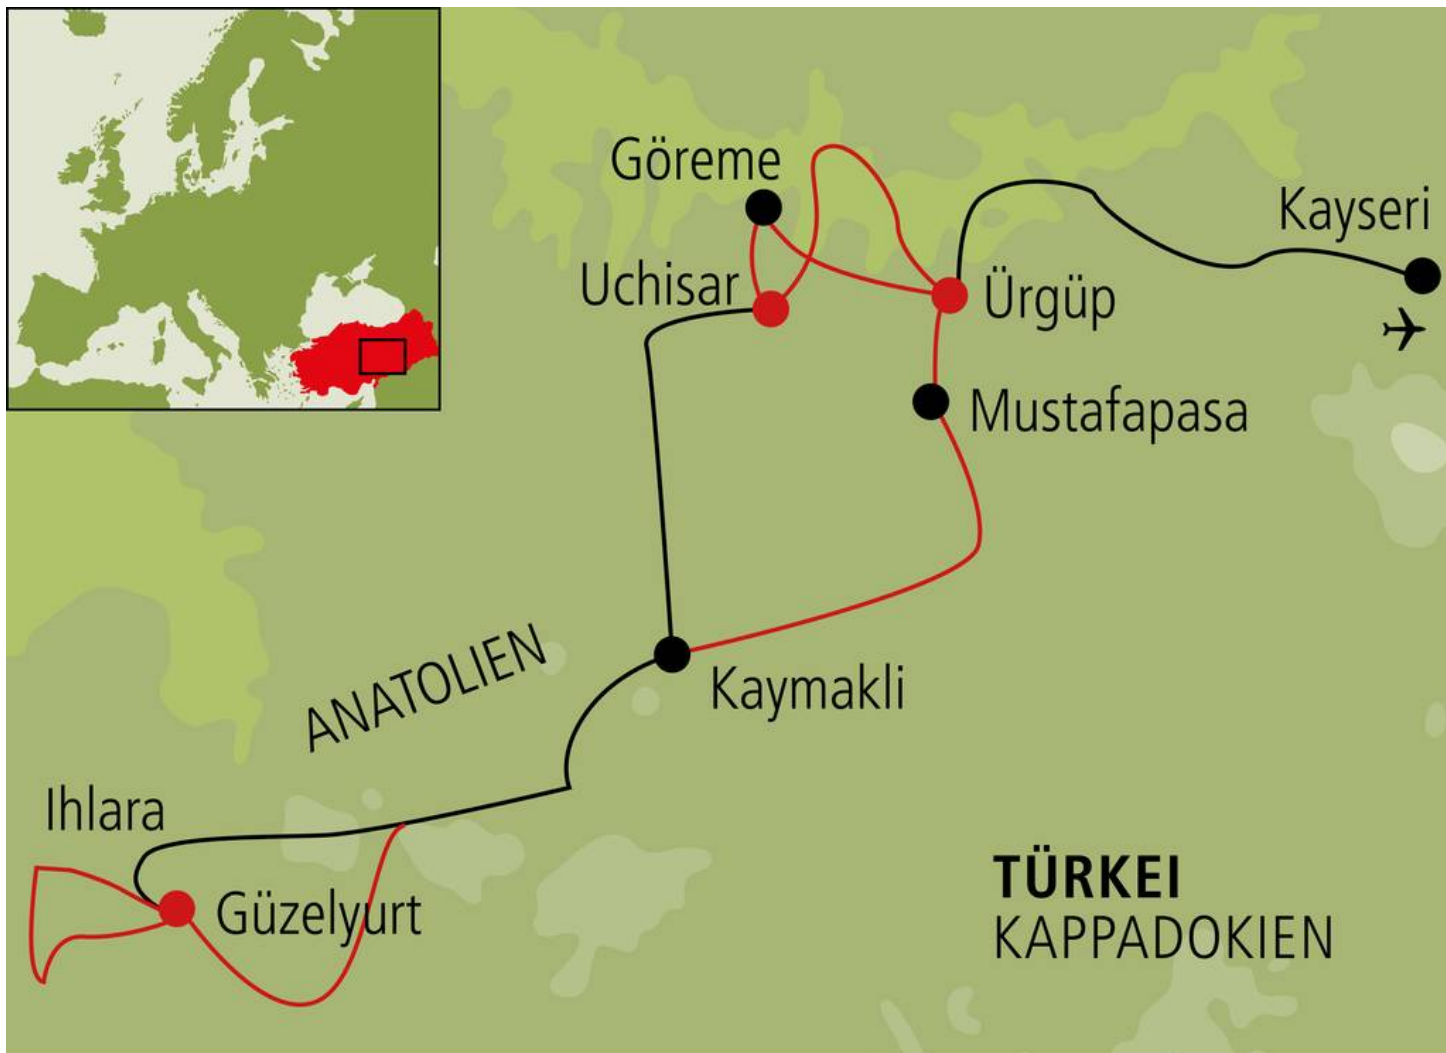 Göreme
Kayseri
Uchisar
Ürgüp
Mustafapasa
ANATOLIEN
Kaymakli
Ihlara
Güzelyurt
TÜRKEI
KAPPADOKIEN